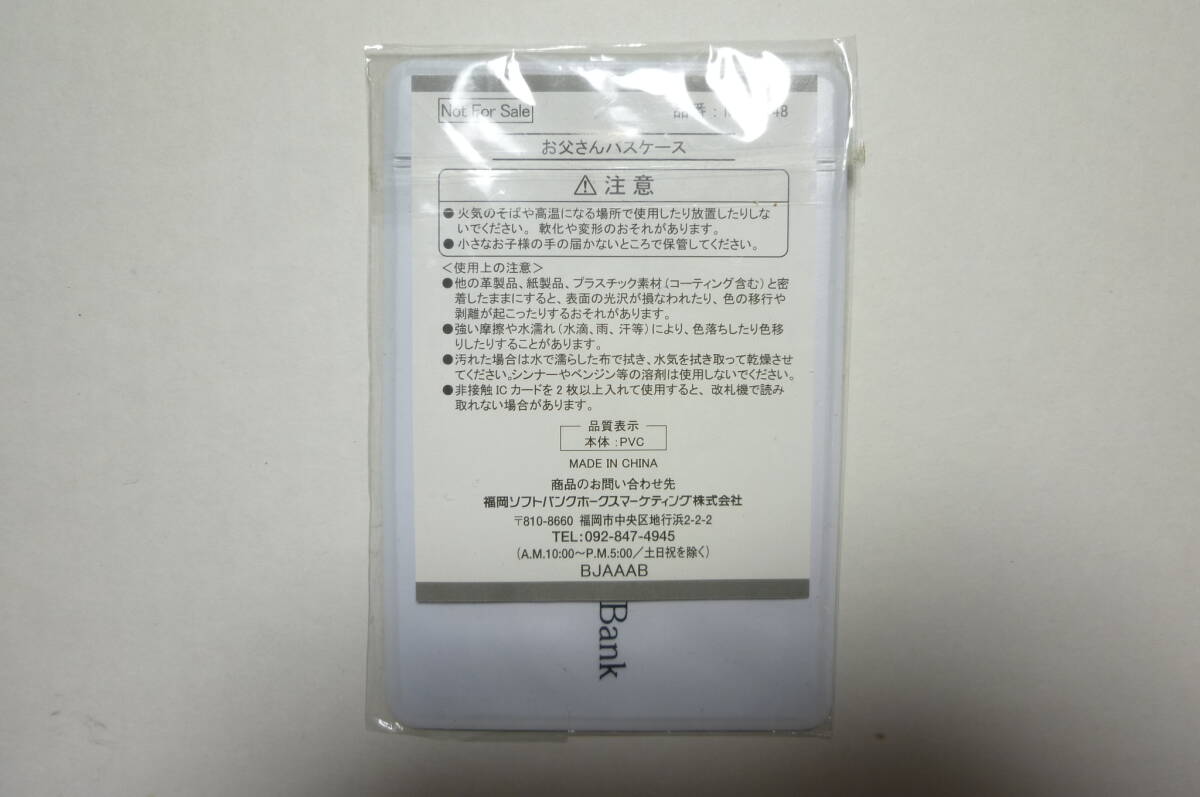 Not For Sale
品番：
お父さんパスケース
⚠ 注意
●火気のそばや高温になる場所で使用したり放置したりしな
いでください。軟化や変形のおそれがあります。
●小さなお子様の手の届かないところで保管してください。
＜使用上の注意＞
●他の革製品、紙製品、プラスチック素材（コーティング含む）と密
着したままにすると、表面の光沢が損なわれたり、色の移行や
剥離が起こったりするおそれがあります。
●強い摩擦や水濡れ（水滴、雨、汗等）により、色落ちしたり色移
りしたりすることがあります。
●汚れた場合は水で濡らした布で拭き、水気を拭き取って乾燥させ
てください。シンナーやベンジン等の溶剤は使用しないでください。
●非接触ICカードを2枚以上入れて使用すると、改札機で読み
取れない場合があります。
品質表示
本体：PVC
MADE IN CHINA
商品のお問い合わせ先
福岡ソフトバンクホークスマーケティング株式会社
〒810-8660 福岡市中央区地行浜2-2-2
TEL:092-847-4945
（A.M.10:00～P.M.5:00／土日祝を除く）
BJAAAB
Bank